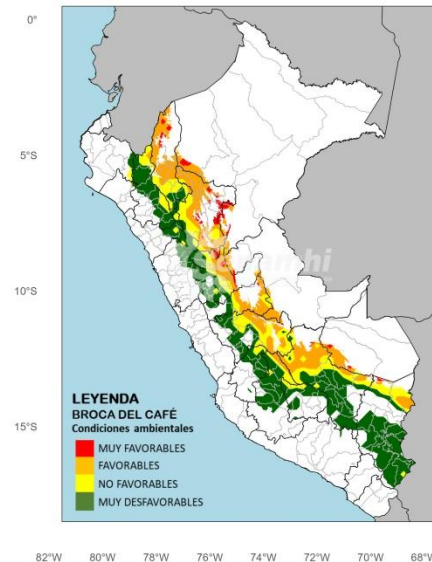 0°
5°S
10°S
15°S
senamhi
LEYENDA
BROCA DEL CAFÉ
Condiciones ambientales
MUY FAVORABLES
FAVORABLES
NO FAVORABLES
MUY DESFAVORABLES
82°W 80°W 78°W 76°W 74°W 72°W 70°W 68°W